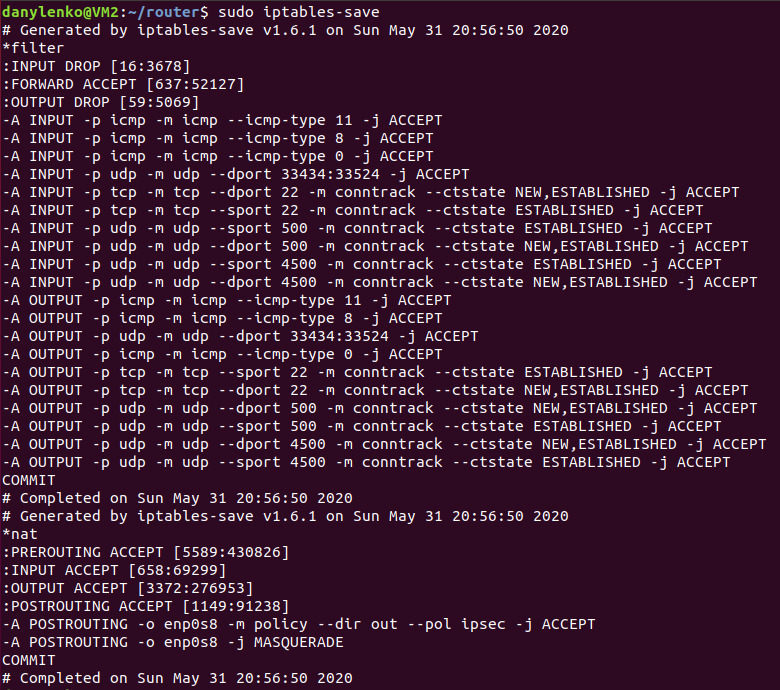 danylenko@VM2:~/router$ sudo iptables-save
# Generated by iptables-save v1.6.1 on Sun May 31 20:56:50 2020
*filter
:INPUT DROP [16:3678]
:FORWARD ACCEPT [637:52127]
:OUTPUT DROP [59:5069]
-A INPUT -p icmp -m icmp --icmp-type 11 -j ACCEPT
-A INPUT -p icmp -m icmp --icmp-type 8 -j ACCEPT
-A INPUT -p icmp -m icmp --icmp-type 0 -j ACCEPT
-A INPUT -p udp -m udp --dport 33434:33524 -j ACCEPT
-A INPUT -p tcp -m tcp --dport 22 -m conntrack --ctstate NEW,ESTABLISHED -j ACCEPT
-A INPUT -p tcp -m tcp --sport 22 -m conntrack --ctstate ESTABLISHED -j ACCEPT
-A INPUT -p udp -m udp --sport 500 -m conntrack --ctstate ESTABLISHED -j ACCEPT
-A INPUT -p udp -m udp --dport 500 -m conntrack --ctstate NEW,ESTABLISHED -j ACCEPT
-A INPUT -p udp -m udp --sport 4500 -m conntrack --ctstate ESTABLISHED -j ACCEPT
-A INPUT -p udp -m udp --dport 4500 -m conntrack --ctstate NEW,ESTABLISHED -j ACCEPT
-A OUTPUT -p icmp -m icmp --icmp-type 11 -j ACCEPT
-A OUTPUT -p icmp -m icmp --icmp-type 8 -j ACCEPT
-A OUTPUT -p udp -m udp --dport 33434:33524 -j ACCEPT
-A OUTPUT -p icmp -m icmp --icmp-type 0 -j ACCEPT
-A OUTPUT -p tcp -m tcp --sport 22 -m conntrack --ctstate ESTABLISHED -j ACCEPT
-A OUTPUT -p tcp -m tcp --dport 22 -m conntrack --ctstate NEW,ESTABLISHED -j ACCEPT
-A OUTPUT -p udp -m udp --dport 500 -m conntrack --ctstate NEW,ESTABLISHED -j ACCEPT
-A OUTPUT -p udp -m udp --sport 500 -m conntrack --ctstate ESTABLISHED -j ACCEPT
-A OUTPUT -p udp -m udp --dport 4500 -m conntrack --ctstate NEW,ESTABLISHED -j ACCEPT
-A OUTPUT -p udp -m udp --sport 4500 -m conntrack --ctstate ESTABLISHED -j ACCEPT
COMMIT
# Completed on Sun May 31 20:56:50 2020
# Generated by iptables-save v1.6.1 on Sun May 31 20:56:50 2020
*nat
:PREROUTING ACCEPT [5589:430826]
:INPUT ACCEPT [658:69299]
:OUTPUT ACCEPT [3372:276953]
:POSTROUTING ACCEPT [1149:91238]
-A POSTROUTING -o enp0s8 -m policy --dir out --pol ipsec -j ACCEPT
-A POSTROUTING -o enp0s8 -j MASQUERADE
COMMIT
# Completed on Sun May 31 20:56:50 2020